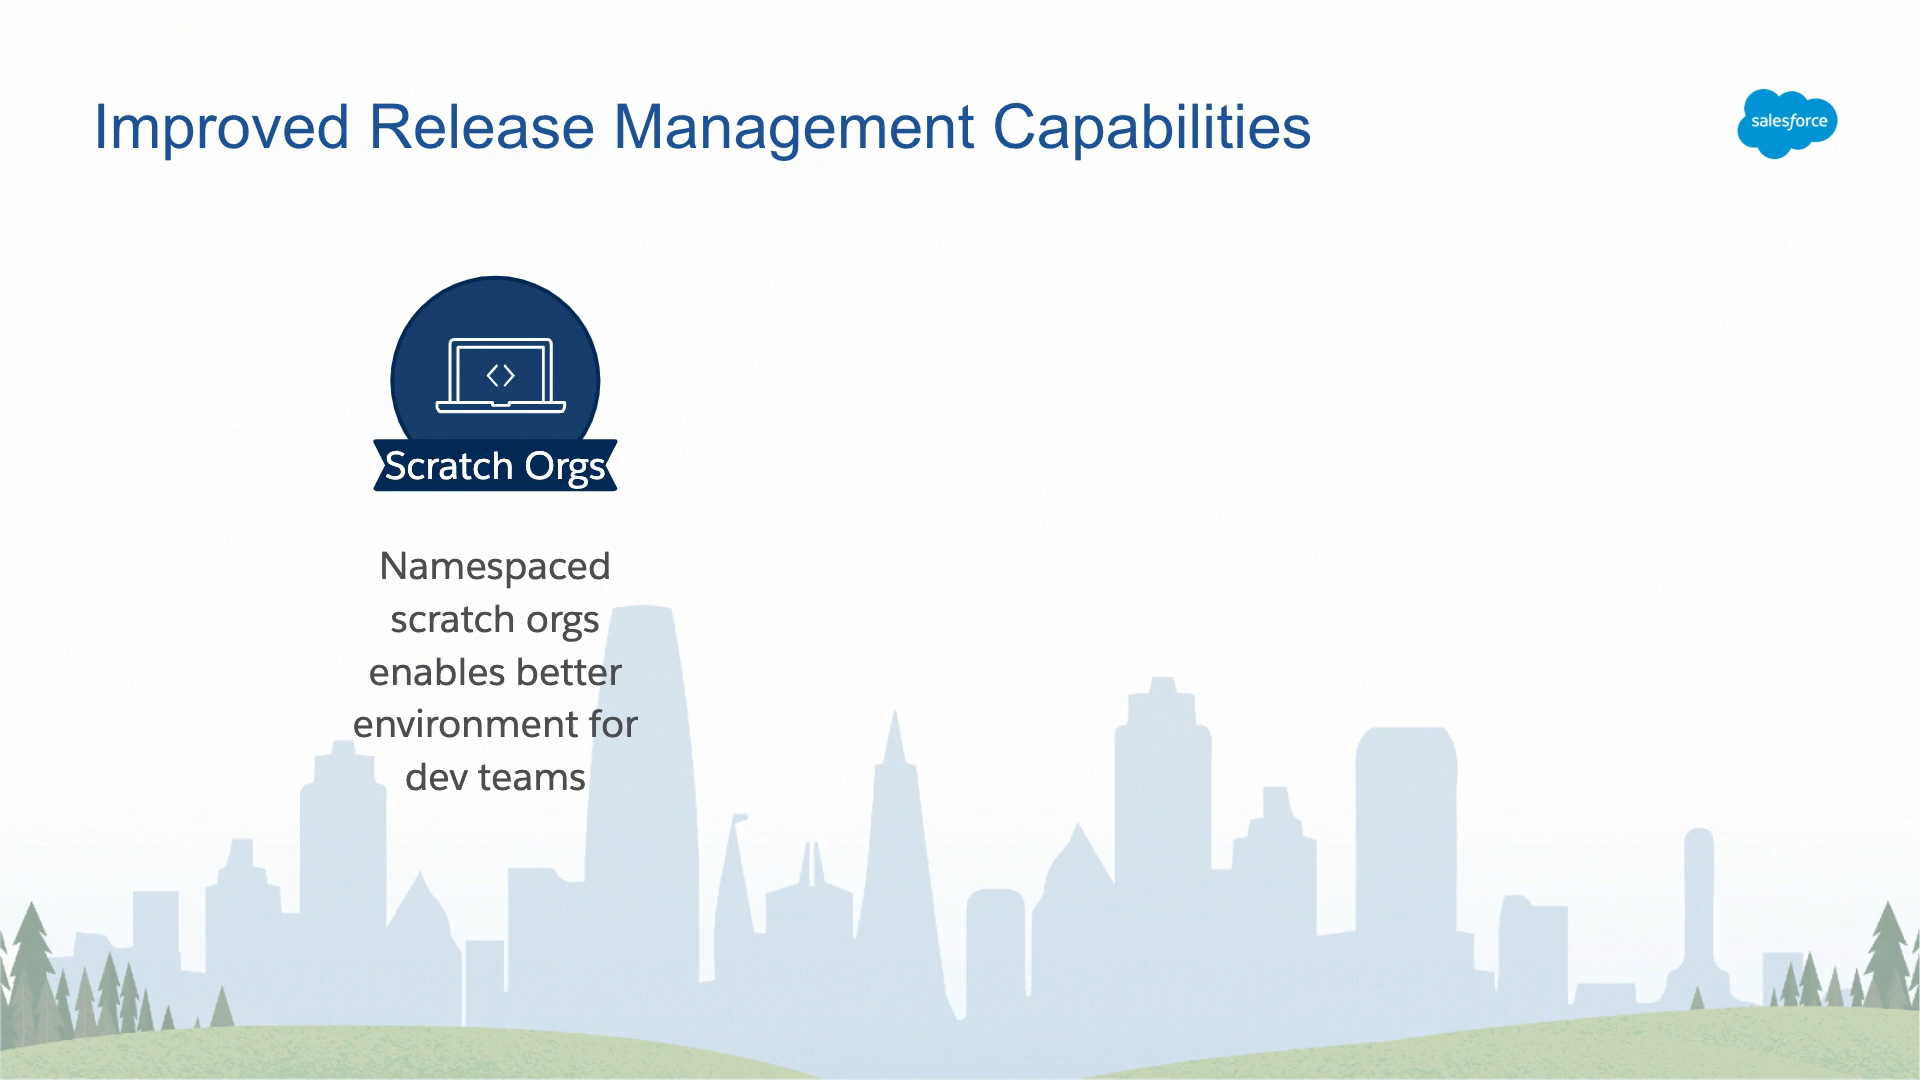 Improved Release Management Capabilities
salesforce
<>
Scratch Orgs
Namespaced
scratch orgs
enables better
environment for
dev teams